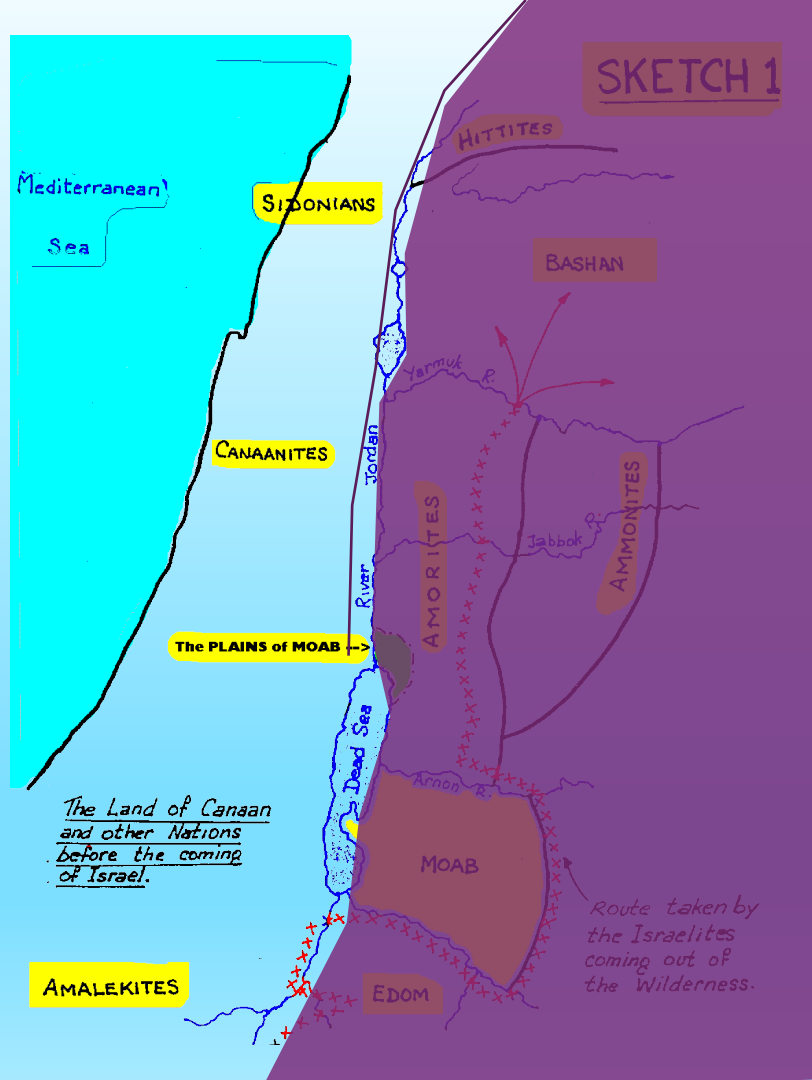 SKETCH 1
HITTITES
Mediterranean
Sea
SIDONIANS
BASHAN
Yarmuk R.
CANAANITES
Jordan
River
AMORITES
AMMONITES
Jabbok R.
The PLAINS of MOAB -->
Dead Sea
Arnon R.
The Land of Canaan
and other Nations
before the coming
of Israel.
MOAB
Route taken by
the Israelites
coming out of
the Wilderness.
AMALEKITES
EDOM